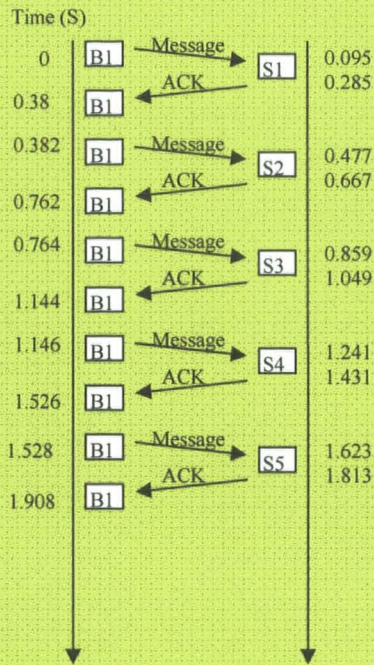 Time (S)
0 B1 Message S1 0.095
0.38 B1 ACK 0.285
0.382 B1 Message S2 0.477
0.762 B1 ACK 0.667
0.764 B1 Message S3 0.859
1.144 B1 ACK 1.049
1.146 B1 Message S4 1.241
1.526 B1 ACK 1.431
1.528 B1 Message S5 1.623
1.908 B1 ACK 1.813